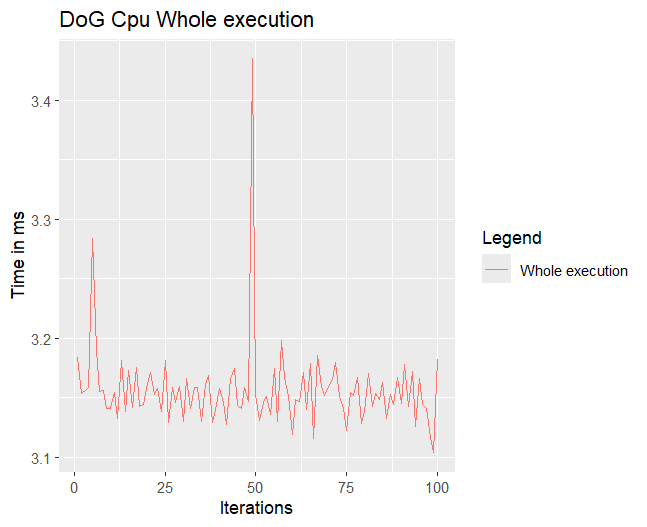 DoG Cpu Whole execution
3.4
3.3
3.2
3.1
Time in ms
0
25
50
75
100
Iterations
Legend
Whole execution